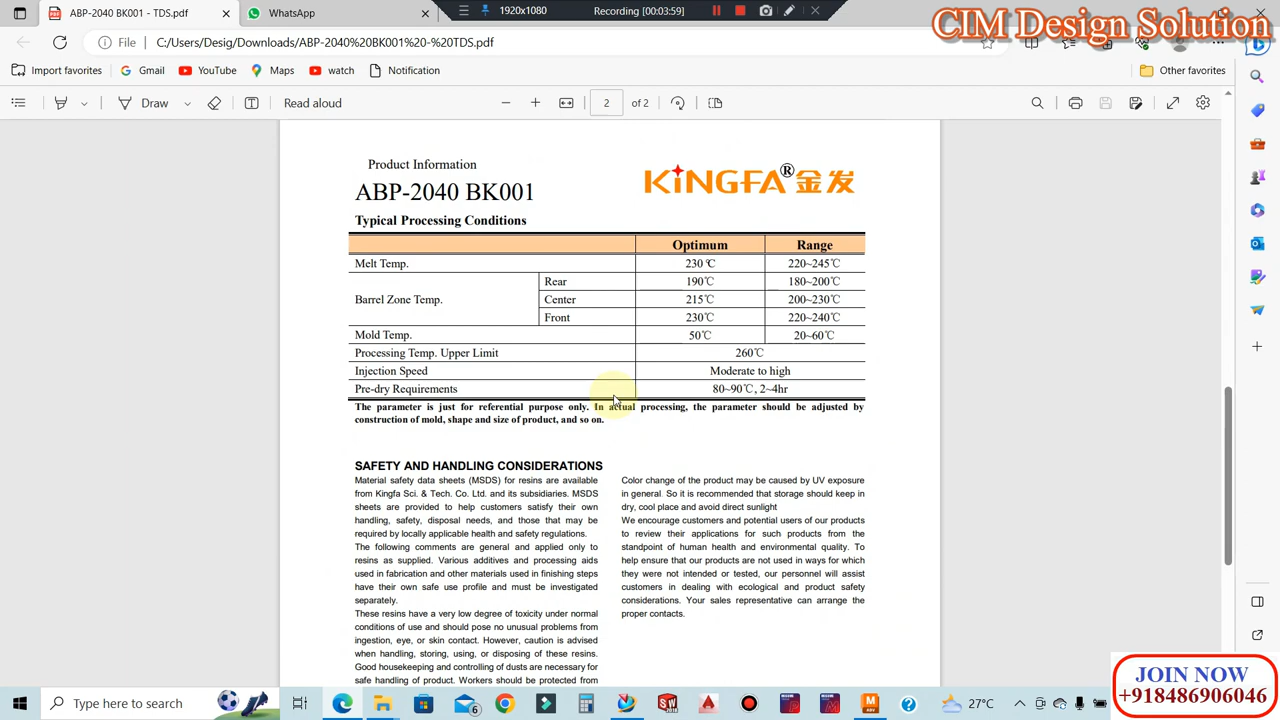 ABP-2040 BK001 - TDS.pdf
WhatsApp
1920x1080
Recording [00:03:59]
CIM Design Solution
File
C:/Users/Desig/Downloads/ABP-2040%20BK001%20-%20TDS.pdf
Import favorites
Gmail
YouTube
Maps
watch
Notification
Other favorites
Draw
Read aloud
2 of 2
Product Information
KINGFA®金发
ABP-2040 BK001
Typical Processing Conditions
Optimum Range
Melt Temp. 230℃ 220~245℃
Barrel Zone Temp. Rear 190℃ 180~200℃
Center 215℃ 200~230℃
Front 230℃ 220~240℃
Mold Temp. 50℃ 20~60℃
Processing Temp. Upper Limit 260℃
Injection Speed Moderate to high
Pre-dry Requirements 80~90℃, 2~4hr
The parameter is just for referential purpose only. In actual processing, the parameter should be adjusted by
construction of mold, shape and size of product, and so on.
SAFETY AND HANDLING CONSIDERATIONS
Material safety data sheets (MSDS) for resins are available
from Kingfa Sci. & Tech. Co. Ltd. and its subsidiaries. MSDS
sheets are provided to help customers satisfy their own
handling, safety, disposal needs, and those that may be
required by locally applicable health and safety regulations.
The following comments are general and applied only to
resins as supplied. Various additives and processing aids
used in fabrication and other materials used in finishing steps
have their own safe use profile and must be investigated
separately.
These resins have a very low degree of toxicity under normal
conditions of use and should pose no unusual problems from
ingestion, eye, or skin contact. However, caution is advised
when handling, storing, using, or disposing of these resins.
Good housekeeping and controlling of dusts are necessary for
safe handling of product. Workers should be protected from
Color change of the product may be caused by UV exposure
in general. So it is recommended that storage should keep in
dry, cool place and avoid direct sunlight
We encourage customers and potential users of our products
to review their applications for such products from the
standpoint of human health and environmental quality. To
help ensure that our products are not used in ways for which
they were not intended or tested, our personnel will assist
customers in dealing with ecological and product safety
considerations. Your sales representative can arrange the
proper contacts.
JOIN NOW
+918486906046
Type here to search
6
27°C